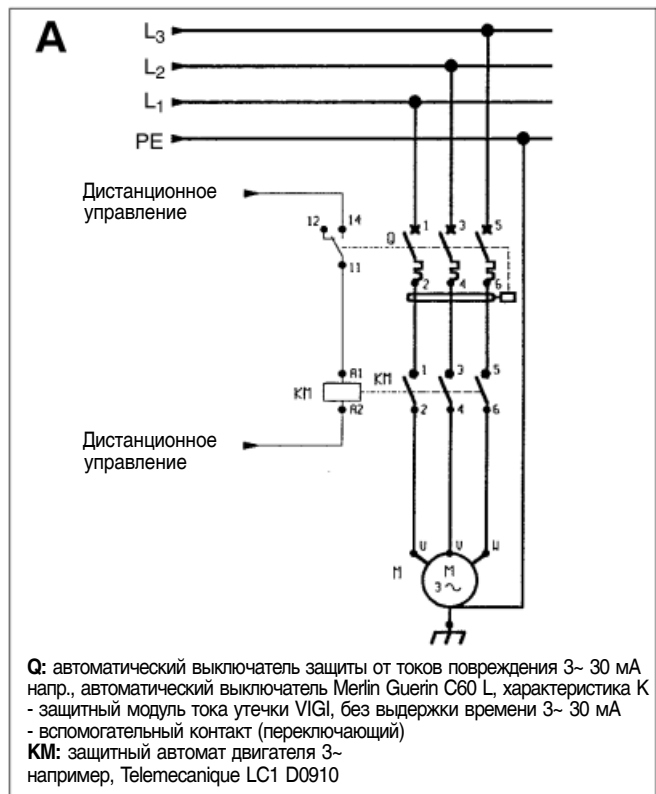 A
L3
L2
L1
PE
Дистанционное
управление
12 14
Q
1 3 5
11
2 4 6
A1
KM
KM
1 3 5
A2
2 4 6
Дистанционное
управление
U V W
M
M
3~
Q: автоматический выключатель защиты от токов повреждения 3~ 30 мА
напр., автоматический выключатель Merlin Guerin C60 L, характеристика K
- защитный модуль тока утечки VIGI, без выдержки времени 3~ 30 мА
- вспомогательный контакт (переключающий)
KM: защитный автомат двигателя 3~
например, Telemecanique LC1 D0910